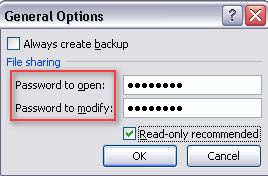 General Options
Always create backup
File sharing
Password to open: ●●●●●●●●
Password to modify: ●●●●●●●●
Read-only recommended
OK Cancel